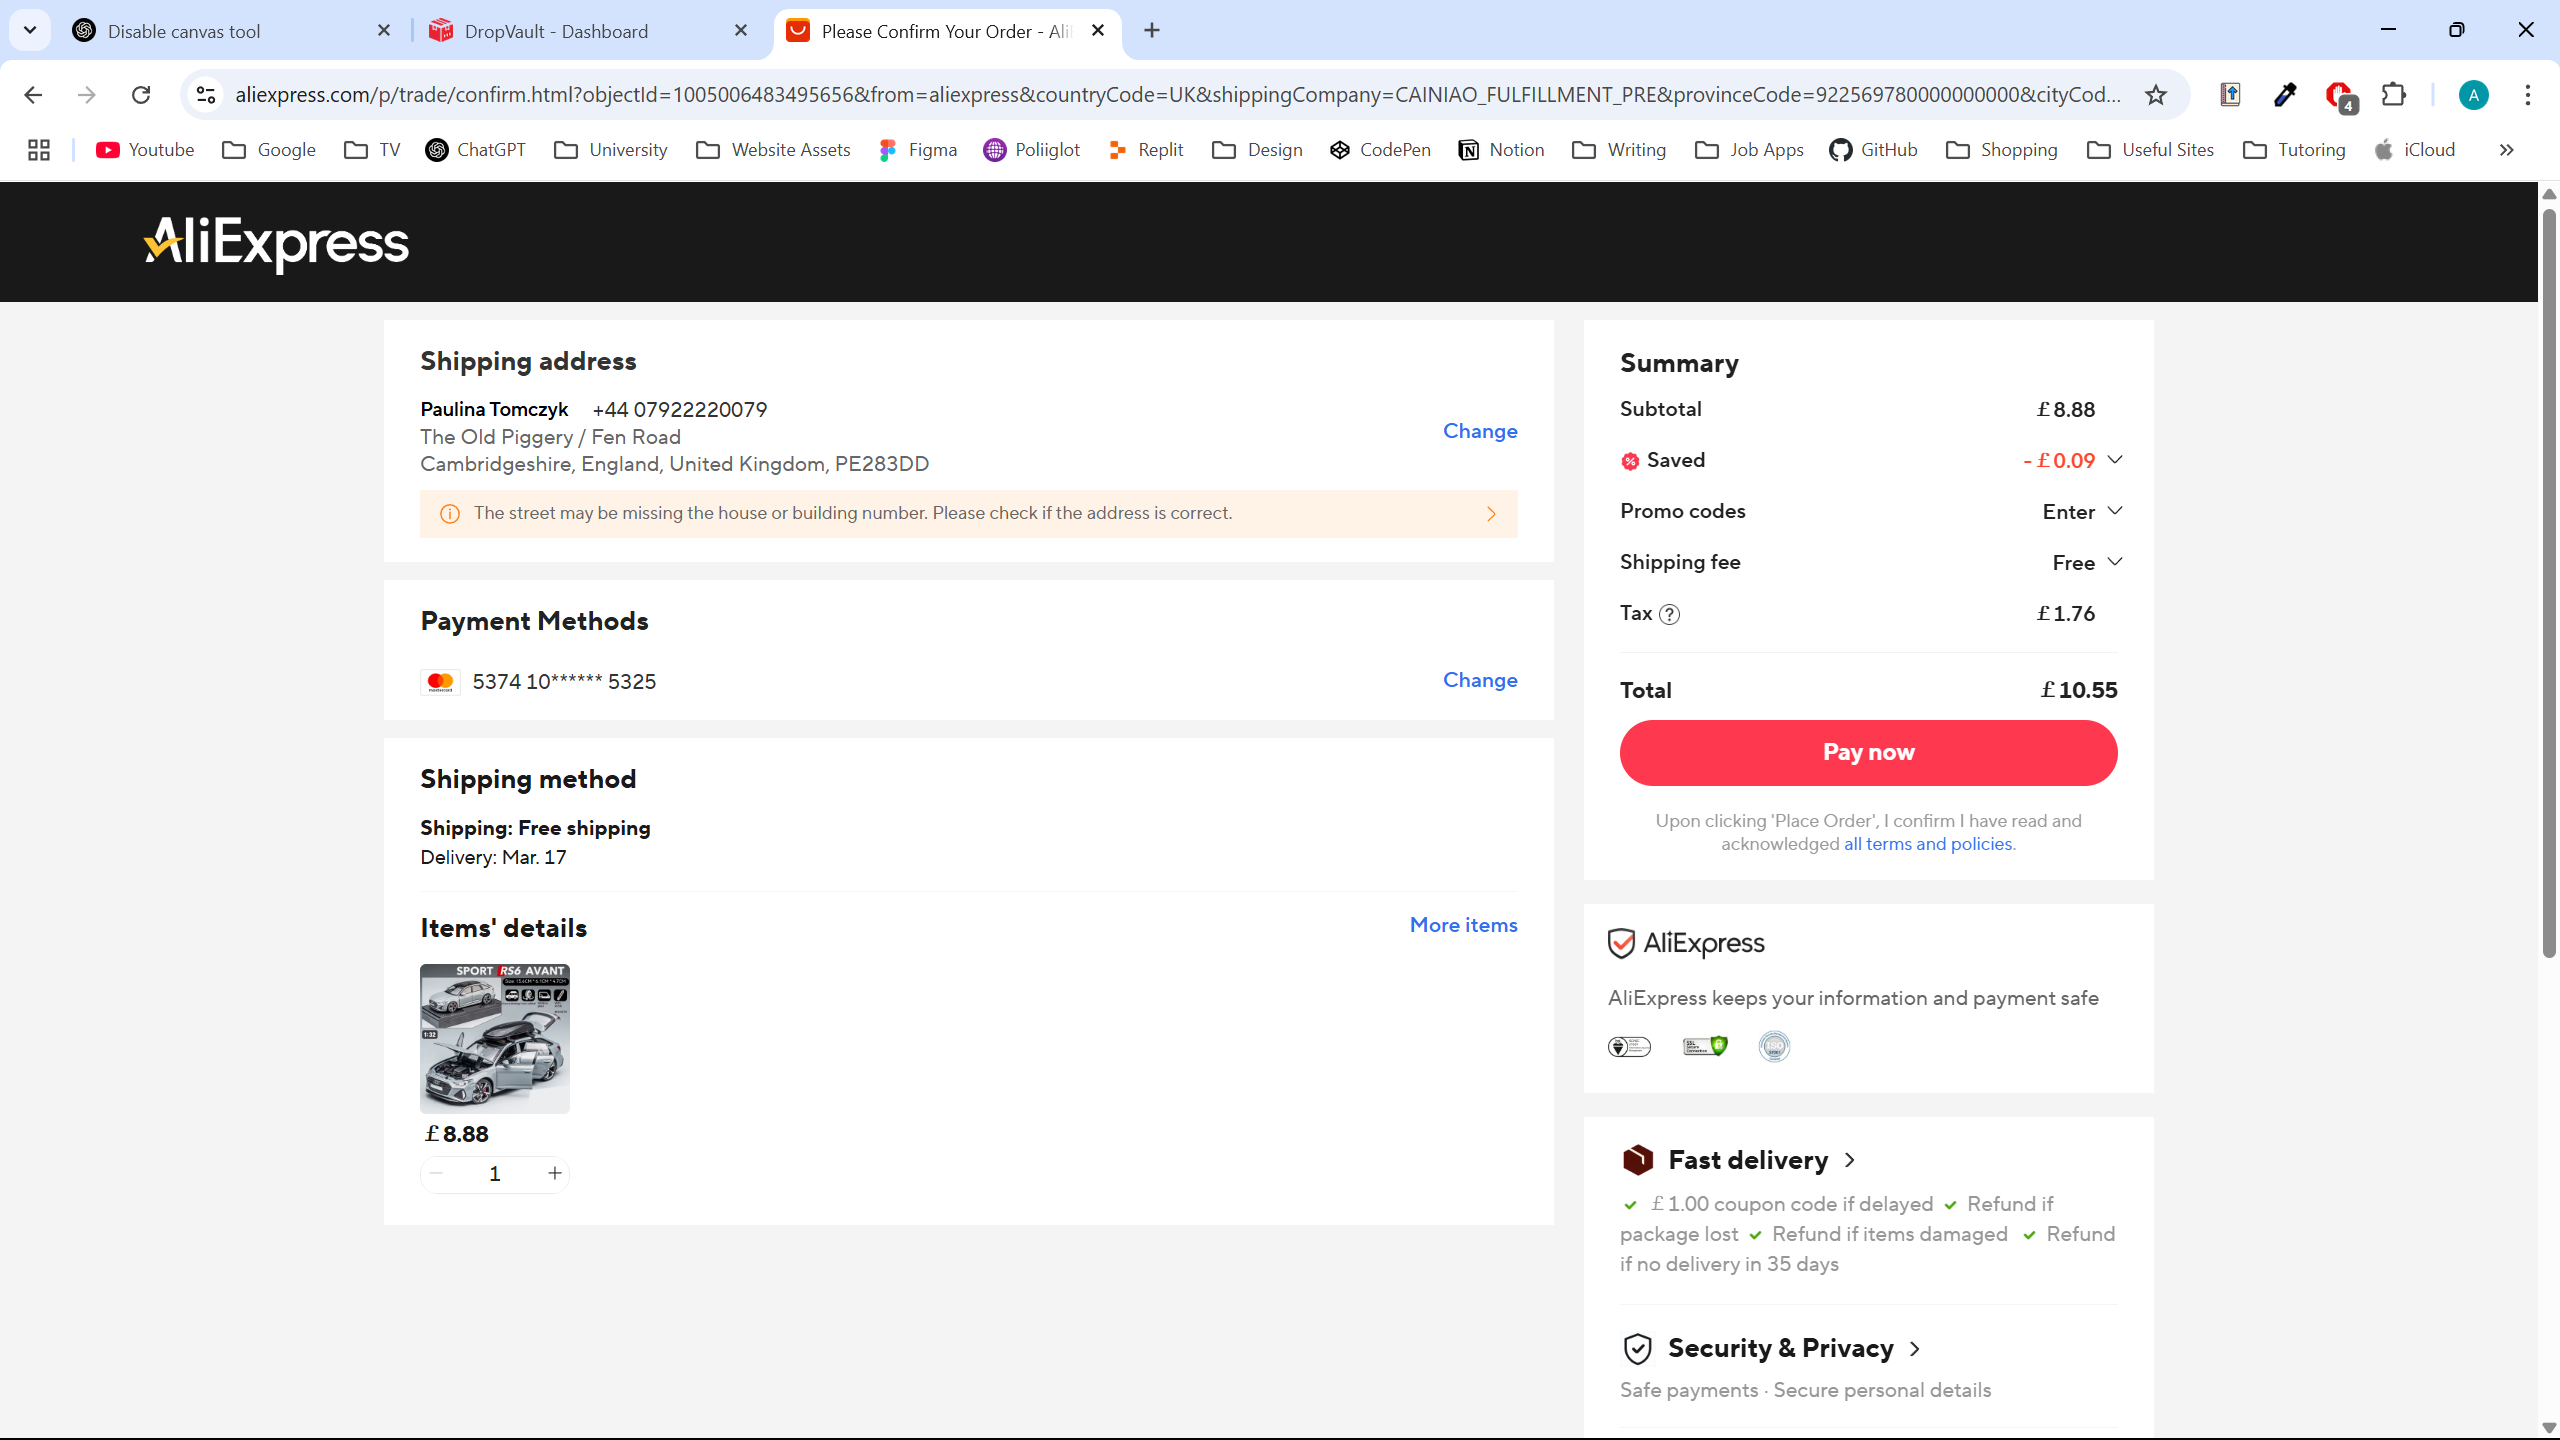 Disable canvas tool
DropVault - Dashboard
Please Confirm Your Order - Ali
aliexpress.com/p/trade/confirm.html?objectId=1005006483495656&from=aliexpress&countryCode=UK&shippingCompany=CAINIAO_FULFILLMENT_PRE&provinceCode=922569780000000000&cityCod...
4
A
Youtube
Google
TV
ChatGPT
University
Website Assets
Figma
Poliiglot
Replit
Design
CodePen
Notion
Writing
Job Apps
GitHub
Shopping
Useful Sites
Tutoring
iCloud
AliExpress
Shipping address
Paulina Tomczyk +44 07922220079
The Old Piggery / Fen Road
Cambridgeshire, England, United Kingdom, PE283DD
Change
The street may be missing the house or building number. Please check if the address is correct.
Payment Methods
5374 10****** 5325
Change
Shipping method
Shipping: Free shipping
Delivery: Mar. 17
Items' details
More items
SPORT RS6 AVANT
1:32
£8.88
1
Summary
Subtotal £8.88
Saved -£0.09
Promo codes Enter
Shipping fee Free
Tax ? £1.76
Total £10.55
Pay now
Upon clicking 'Place Order', I confirm I have read and
acknowledged all terms and policies.
AliExpress
AliExpress keeps your information and payment safe
Fast delivery
£1.00 coupon code if delayed Refund if
package lost Refund if items damaged Refund
if no delivery in 35 days
Security & Privacy
Safe payments · Secure personal details